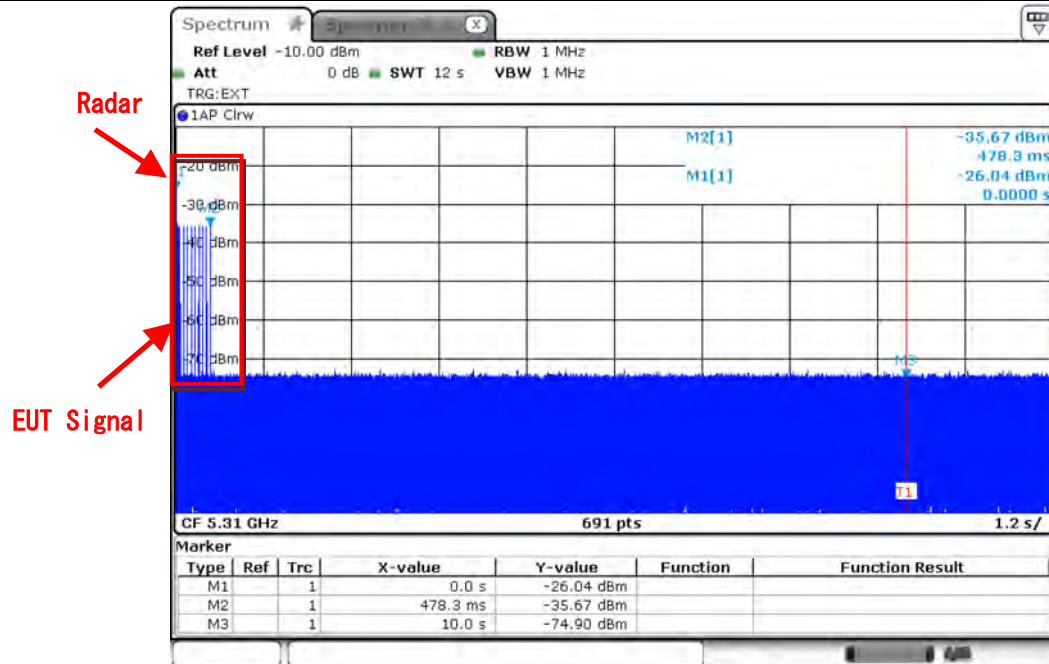 Spectrum
X
Ref Level -10.00 dBm RBW 1 MHz
Att 0 dB SWT 12 s VBW 1 MHz
TRG:EXT
1AP Clrw
Radar
EUT Signal
M2[1] -35.67 dBm
478.3 ms
M1[1] -26.04 dBm
0.0000 s
-20 dBm
-30 dBm
M2
-40 dBm
-50 dBm
-60 dBm
-70 dBm
M3
T1
CF 5.31 GHz 691 pts 1.2 s/
Marker
Type Ref Trc X-value Y-value Function Function Result
M1 1 0.0 s -26.04 dBm
M2 1 478.3 ms -35.67 dBm
M3 1 10.0 s -74.90 dBm